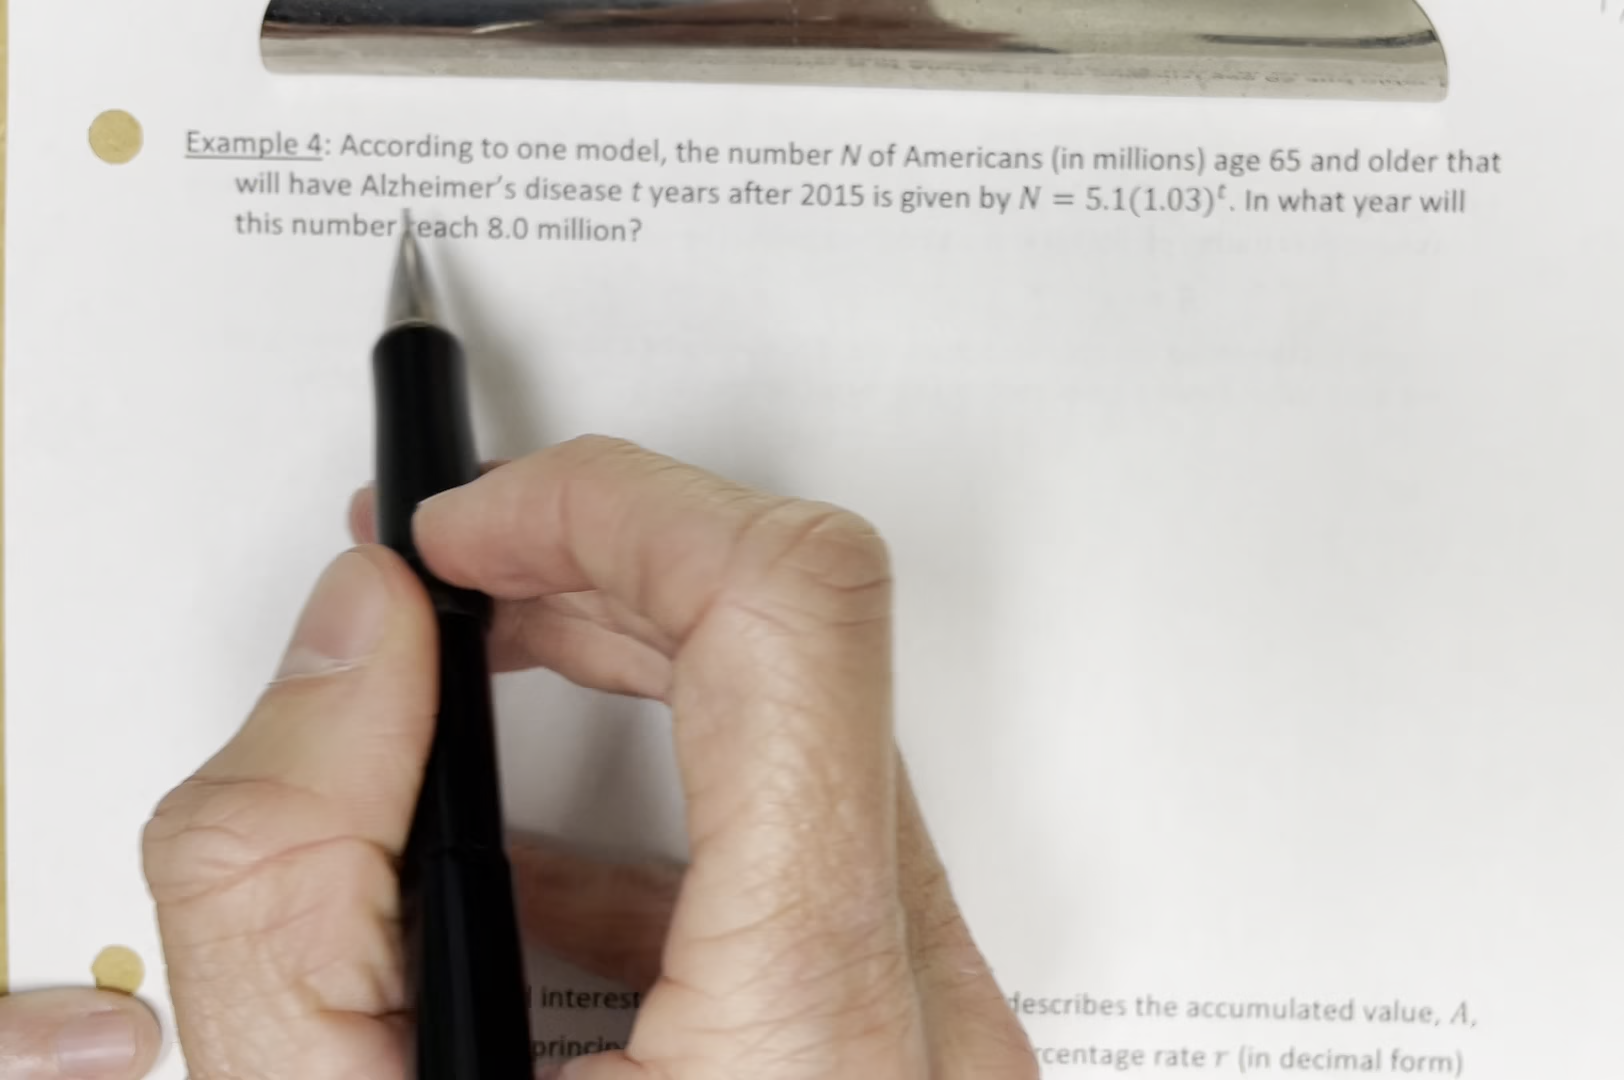 Example 4: According to one model, the number N of Americans (in millions) age 65 and older that
will have Alzheimer's disease t years after 2015 is given by N = 5.1(1.03)^t. In what year will
this number reach 8.0 million?
interest describes the accumulated value, A,
rate r (in decimal form)